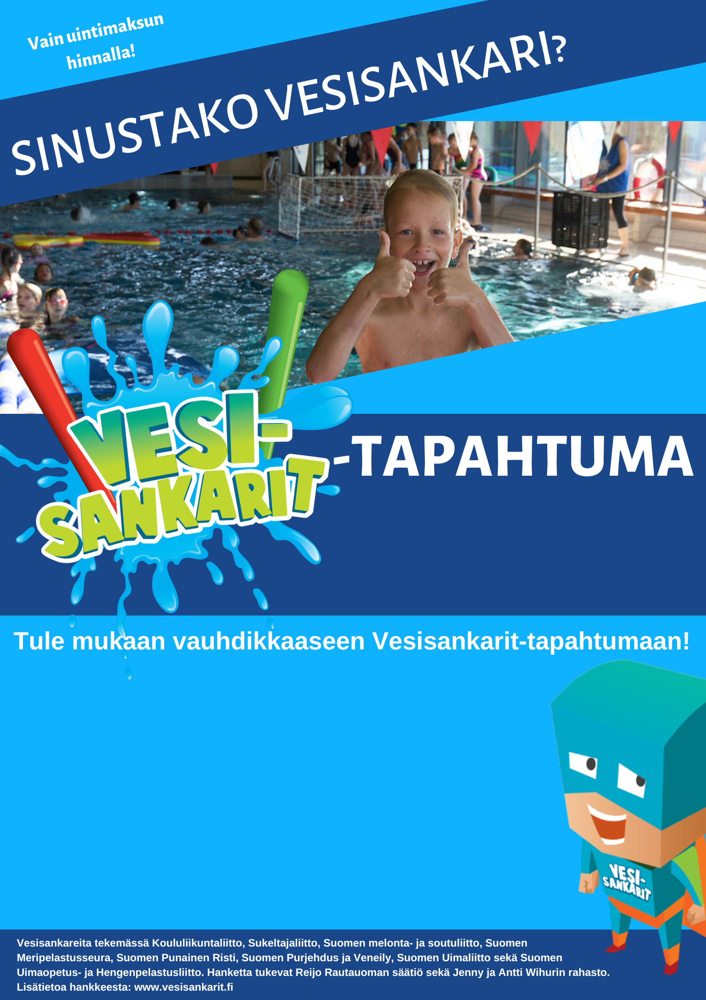 Vain uintimaksun
hinnalla!
SINUSTAKO VESISANKARI?
VESI-
SANKARIT
-TAPAHTUMA
Tule mukaan vauhdikkaaseen Vesisankarit-tapahtumaan!
VESI-
SANKARIT
Vesisankareita tekemässä Koululiikuntaliitto, Sukeltajaliitto, Suomen melonta- ja soutuliitto, Suomen
Meripelastusseura, Suomen Punainen Risti, Suomen Purjehdus ja Veneily, Suomen Uimaliitto sekä Suomen
Uimaopetus- ja Hengenpelastusliitto. Hanketta tukevat Reijo Rautauoman säätiö sekä Jenny ja Antti Wihurin rahasto.
Lisätietoa hankkeesta: www.vesisankarit.fi